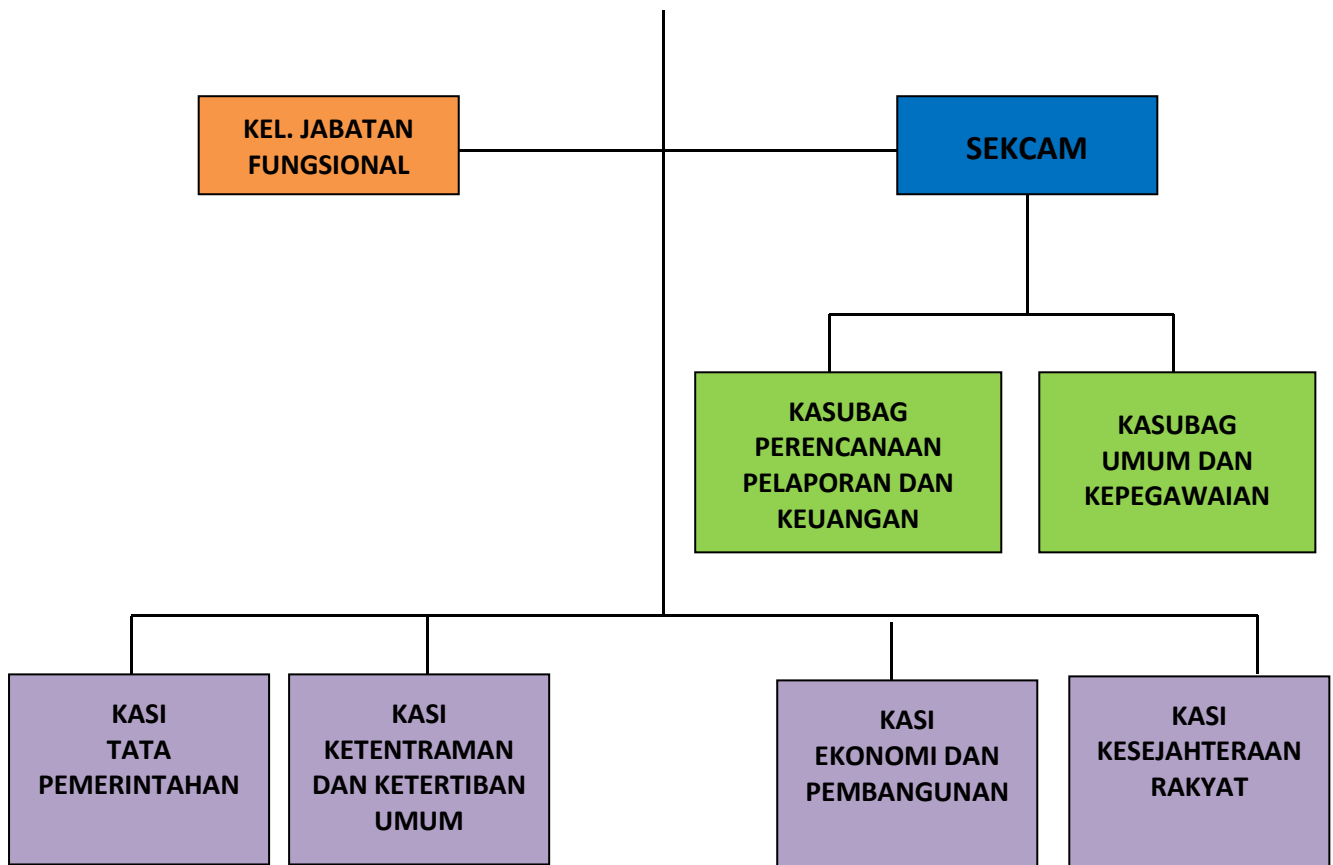 KEL. JABATAN
FUNGSIONAL
SEKCAM
KASUBAG
PERENCANAAN
PELAPORAN DAN
KEUANGAN
KASUBAG
UMUM DAN
KEPEGAWAIAN
KASI
TATA
PEMERINTAHAN
KASI
KETENTRAMAN
DAN KETERTIBAN
UMUM
KASI
EKONOMI DAN
PEMBANGUNAN
KASI
KESEJAHTERAAN
RAKYAT